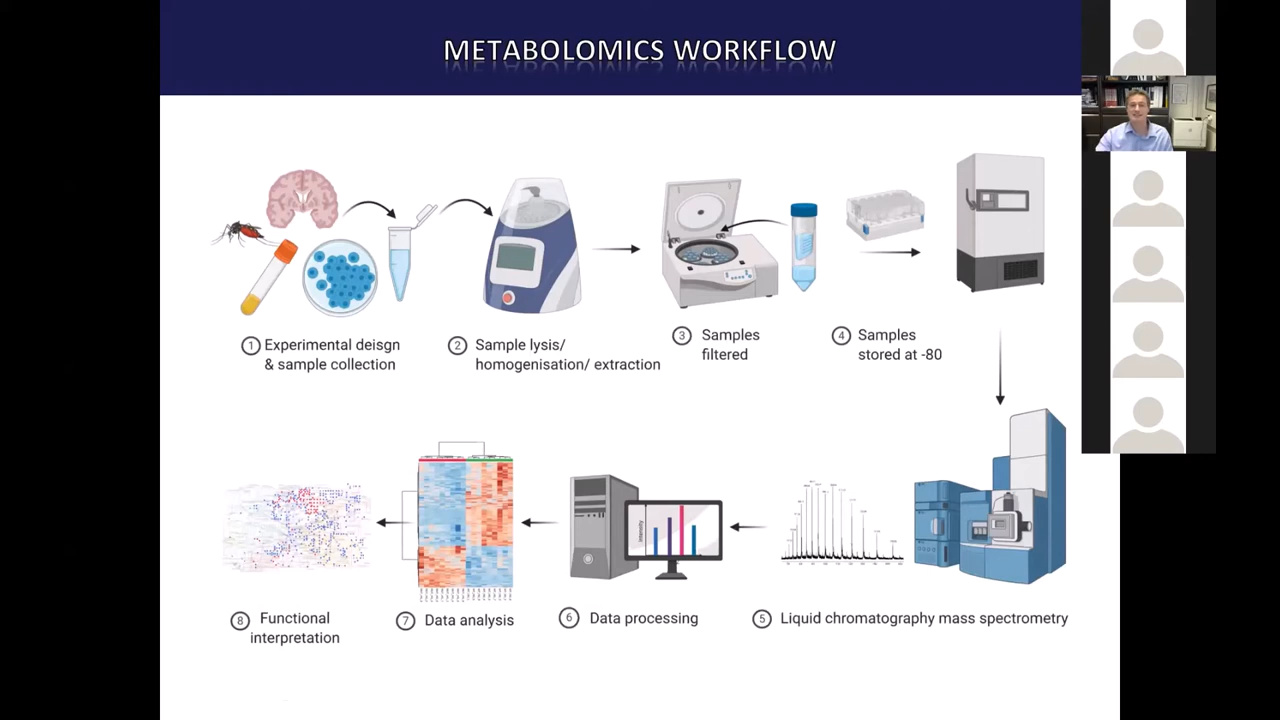 METABOLOMICS WORKFLOW
1 Experimental deisgn
& sample collection
2 Sample lysis/
homogenisation/ extraction
3 Samples
filtered
4 Samples
stored at -80
Intensity
8 Functional
interpretation
7 Data analysis
6 Data processing
5 Liquid chromatography mass spectrometry